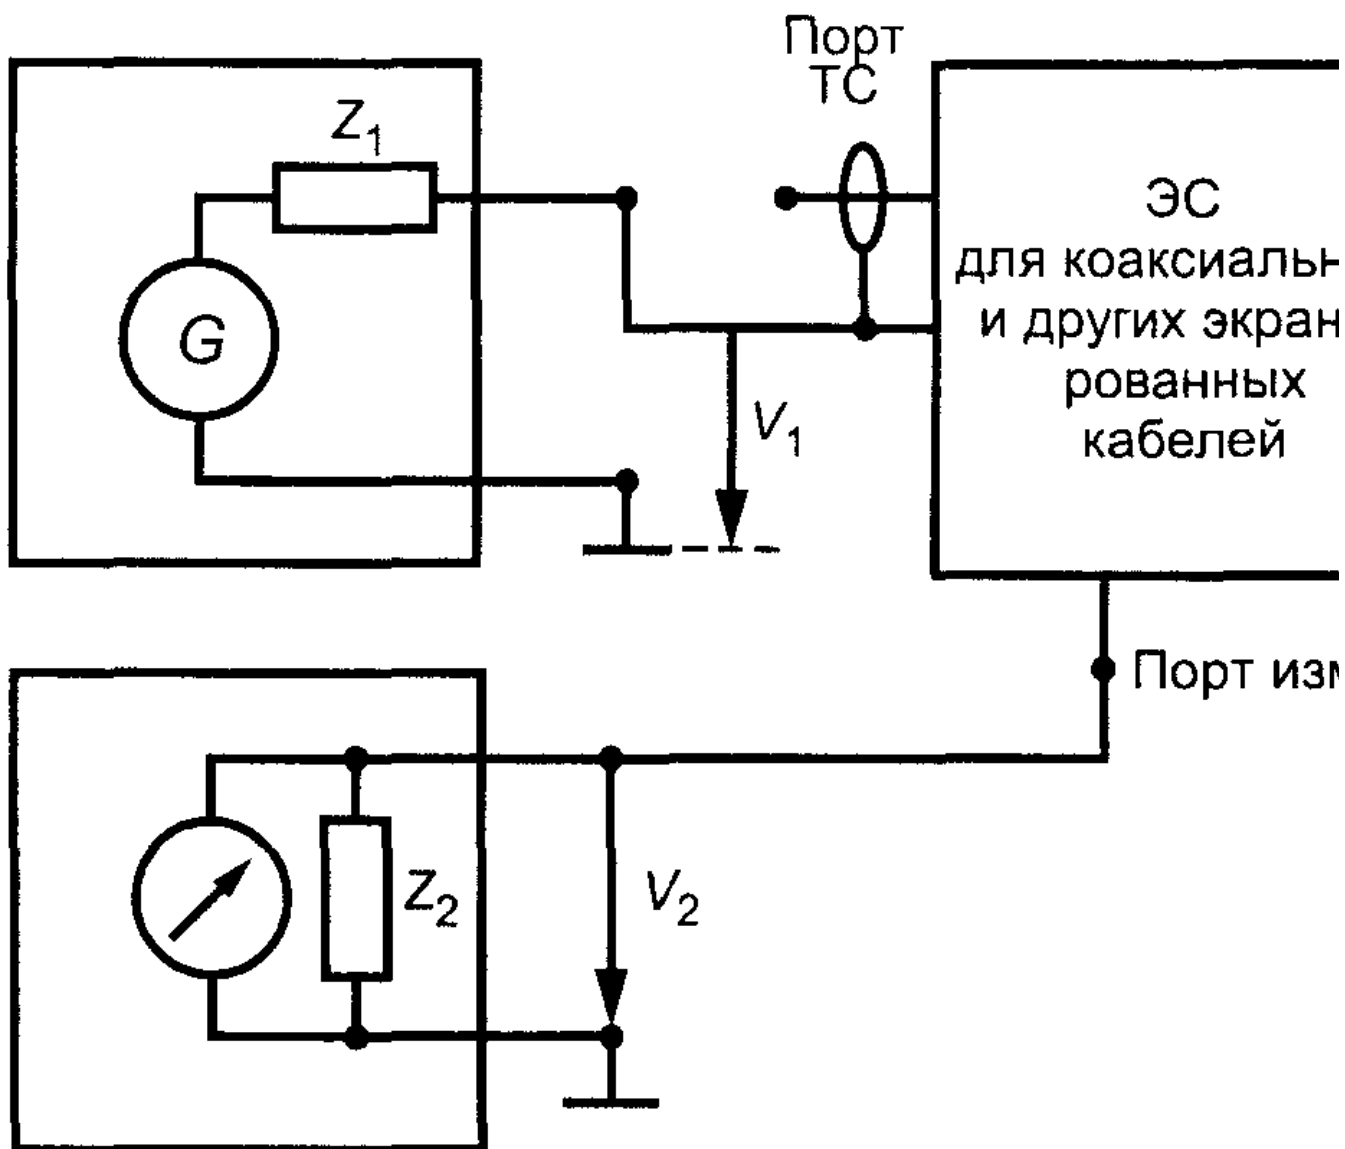 Порт
ТС
Z1
G
V1
ЭС
для коаксиальн
и других экран
рованных
кабелей
Порт изм
Z2
V2